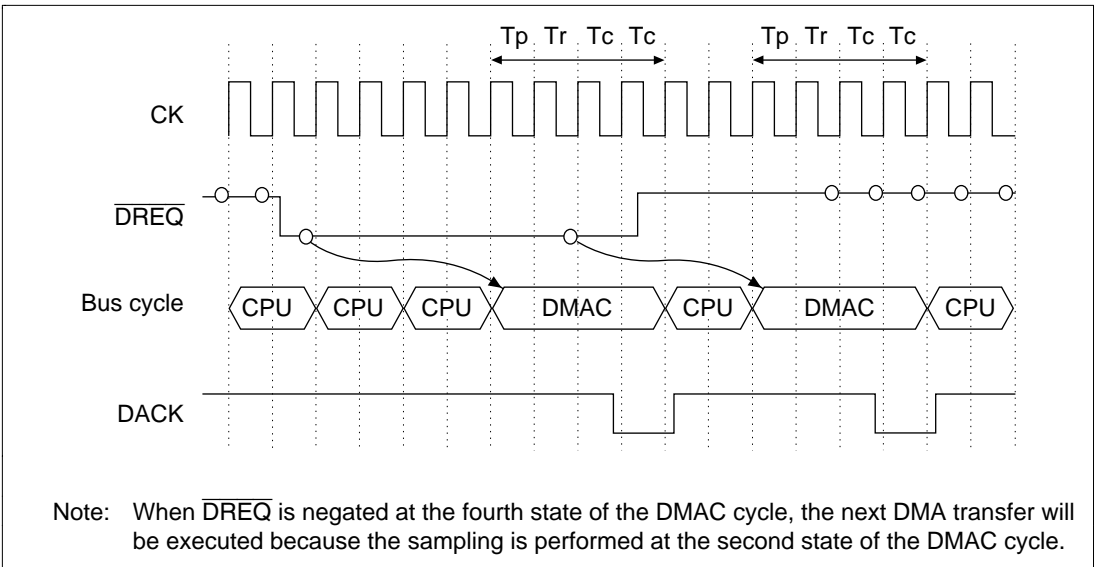 Tp Tr Tc Tc Tp Tr Tc Tc
CK
DREQ
Bus cycle CPU CPU CPU DMAC CPU DMAC CPU
DACK
Note: When DREQ is negated at the fourth state of the DMAC cycle, the next DMA transfer will
be executed because the sampling is performed at the second state of the DMAC cycle.